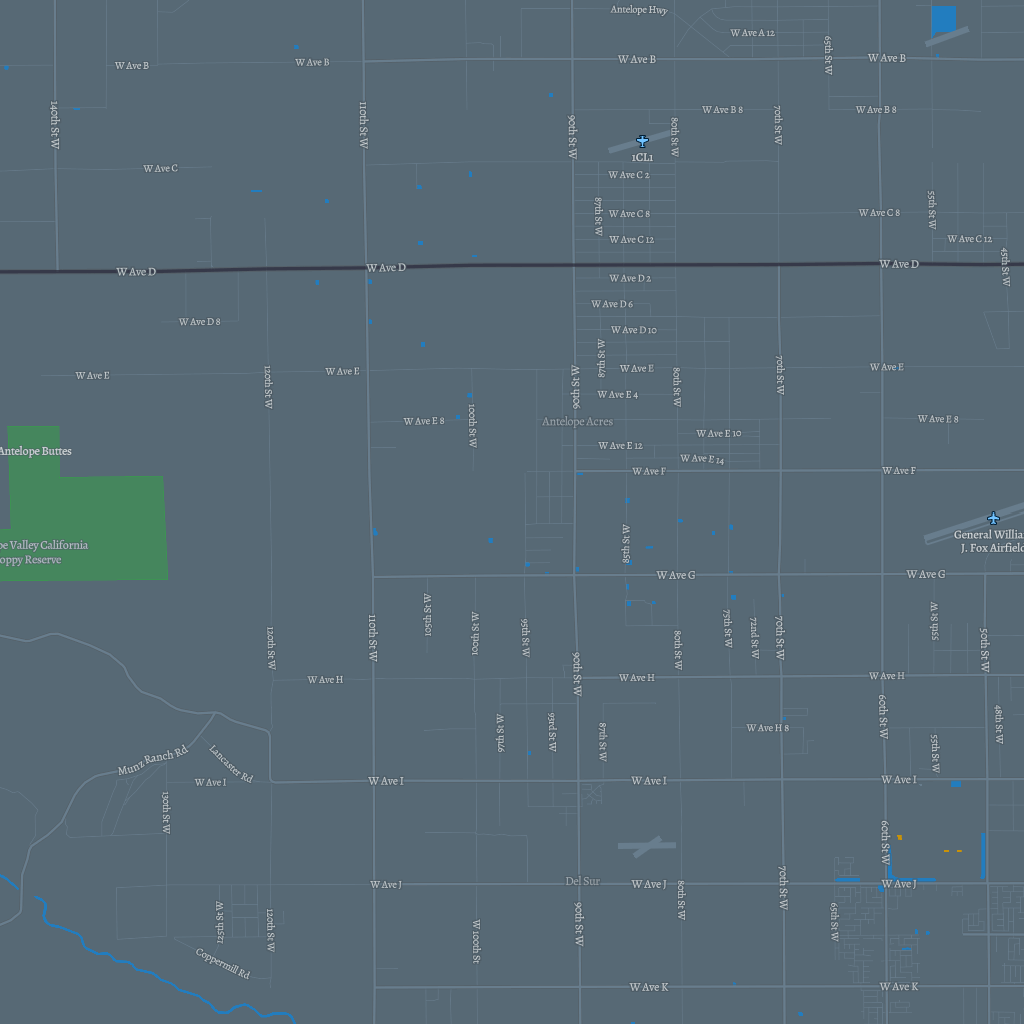 Antelope Hwy
W Ave A 12
65th St W
W Ave B
W Ave B
W Ave B
W Ave B
140th St W
110th St W
90th St W
80th St W
70th St W
W Ave B 8
W Ave B 8
1CL1
W Ave C
W Ave C 2
87th St W
W Ave C 8
W Ave C 8
55th St W
W Ave C 12
W Ave C 12
45th St W
W Ave D
W Ave D
W Ave D
W Ave D 2
W Ave D 6
W Ave D 8
W Ave D 10
87th St W
W Ave E
W Ave E
W Ave E
W Ave E
120th St W
90th St W
80th St W
70th St W
W Ave E 4
100th St W
W Ave E 8
Antelope Acres
W Ave E 8
W Ave E 10
W Ave E 12
W Ave E 14
Antelope Buttes
W Ave F
W Ave F
pe Valley California
oppy Reserve
85th St W
General Willia
J. Fox Airfield
W Ave G
W Ave G
105th St W
100th St W
95th St W
110th St W
120th St W
90th St W
80th St W
75th St W
72nd St W
70th St W
55th St W
50th St W
W Ave H
W Ave H
W Ave H
97th St W
93rd St W
87th St W
W Ave H 8
60th St W
55th St W
48th St W
Munz Ranch Rd
Lancaster Rd
W Ave I
W Ave I
W Ave I
W Ave I
130th St W
60th St W
Del Sur
W Ave J
W Ave J
W Ave J
125th St W
120th St W
W 100th St
90th St W
80th St W
70th St W
65th St W
Coppermill Rd
W Ave K
W Ave K